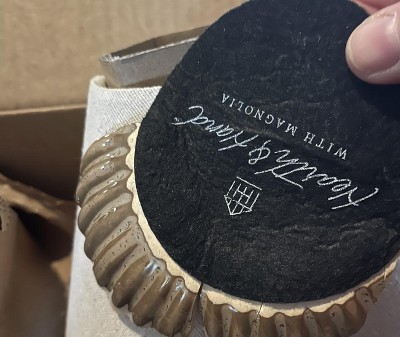 Hearth & Hand
WITH MAGNOLIA